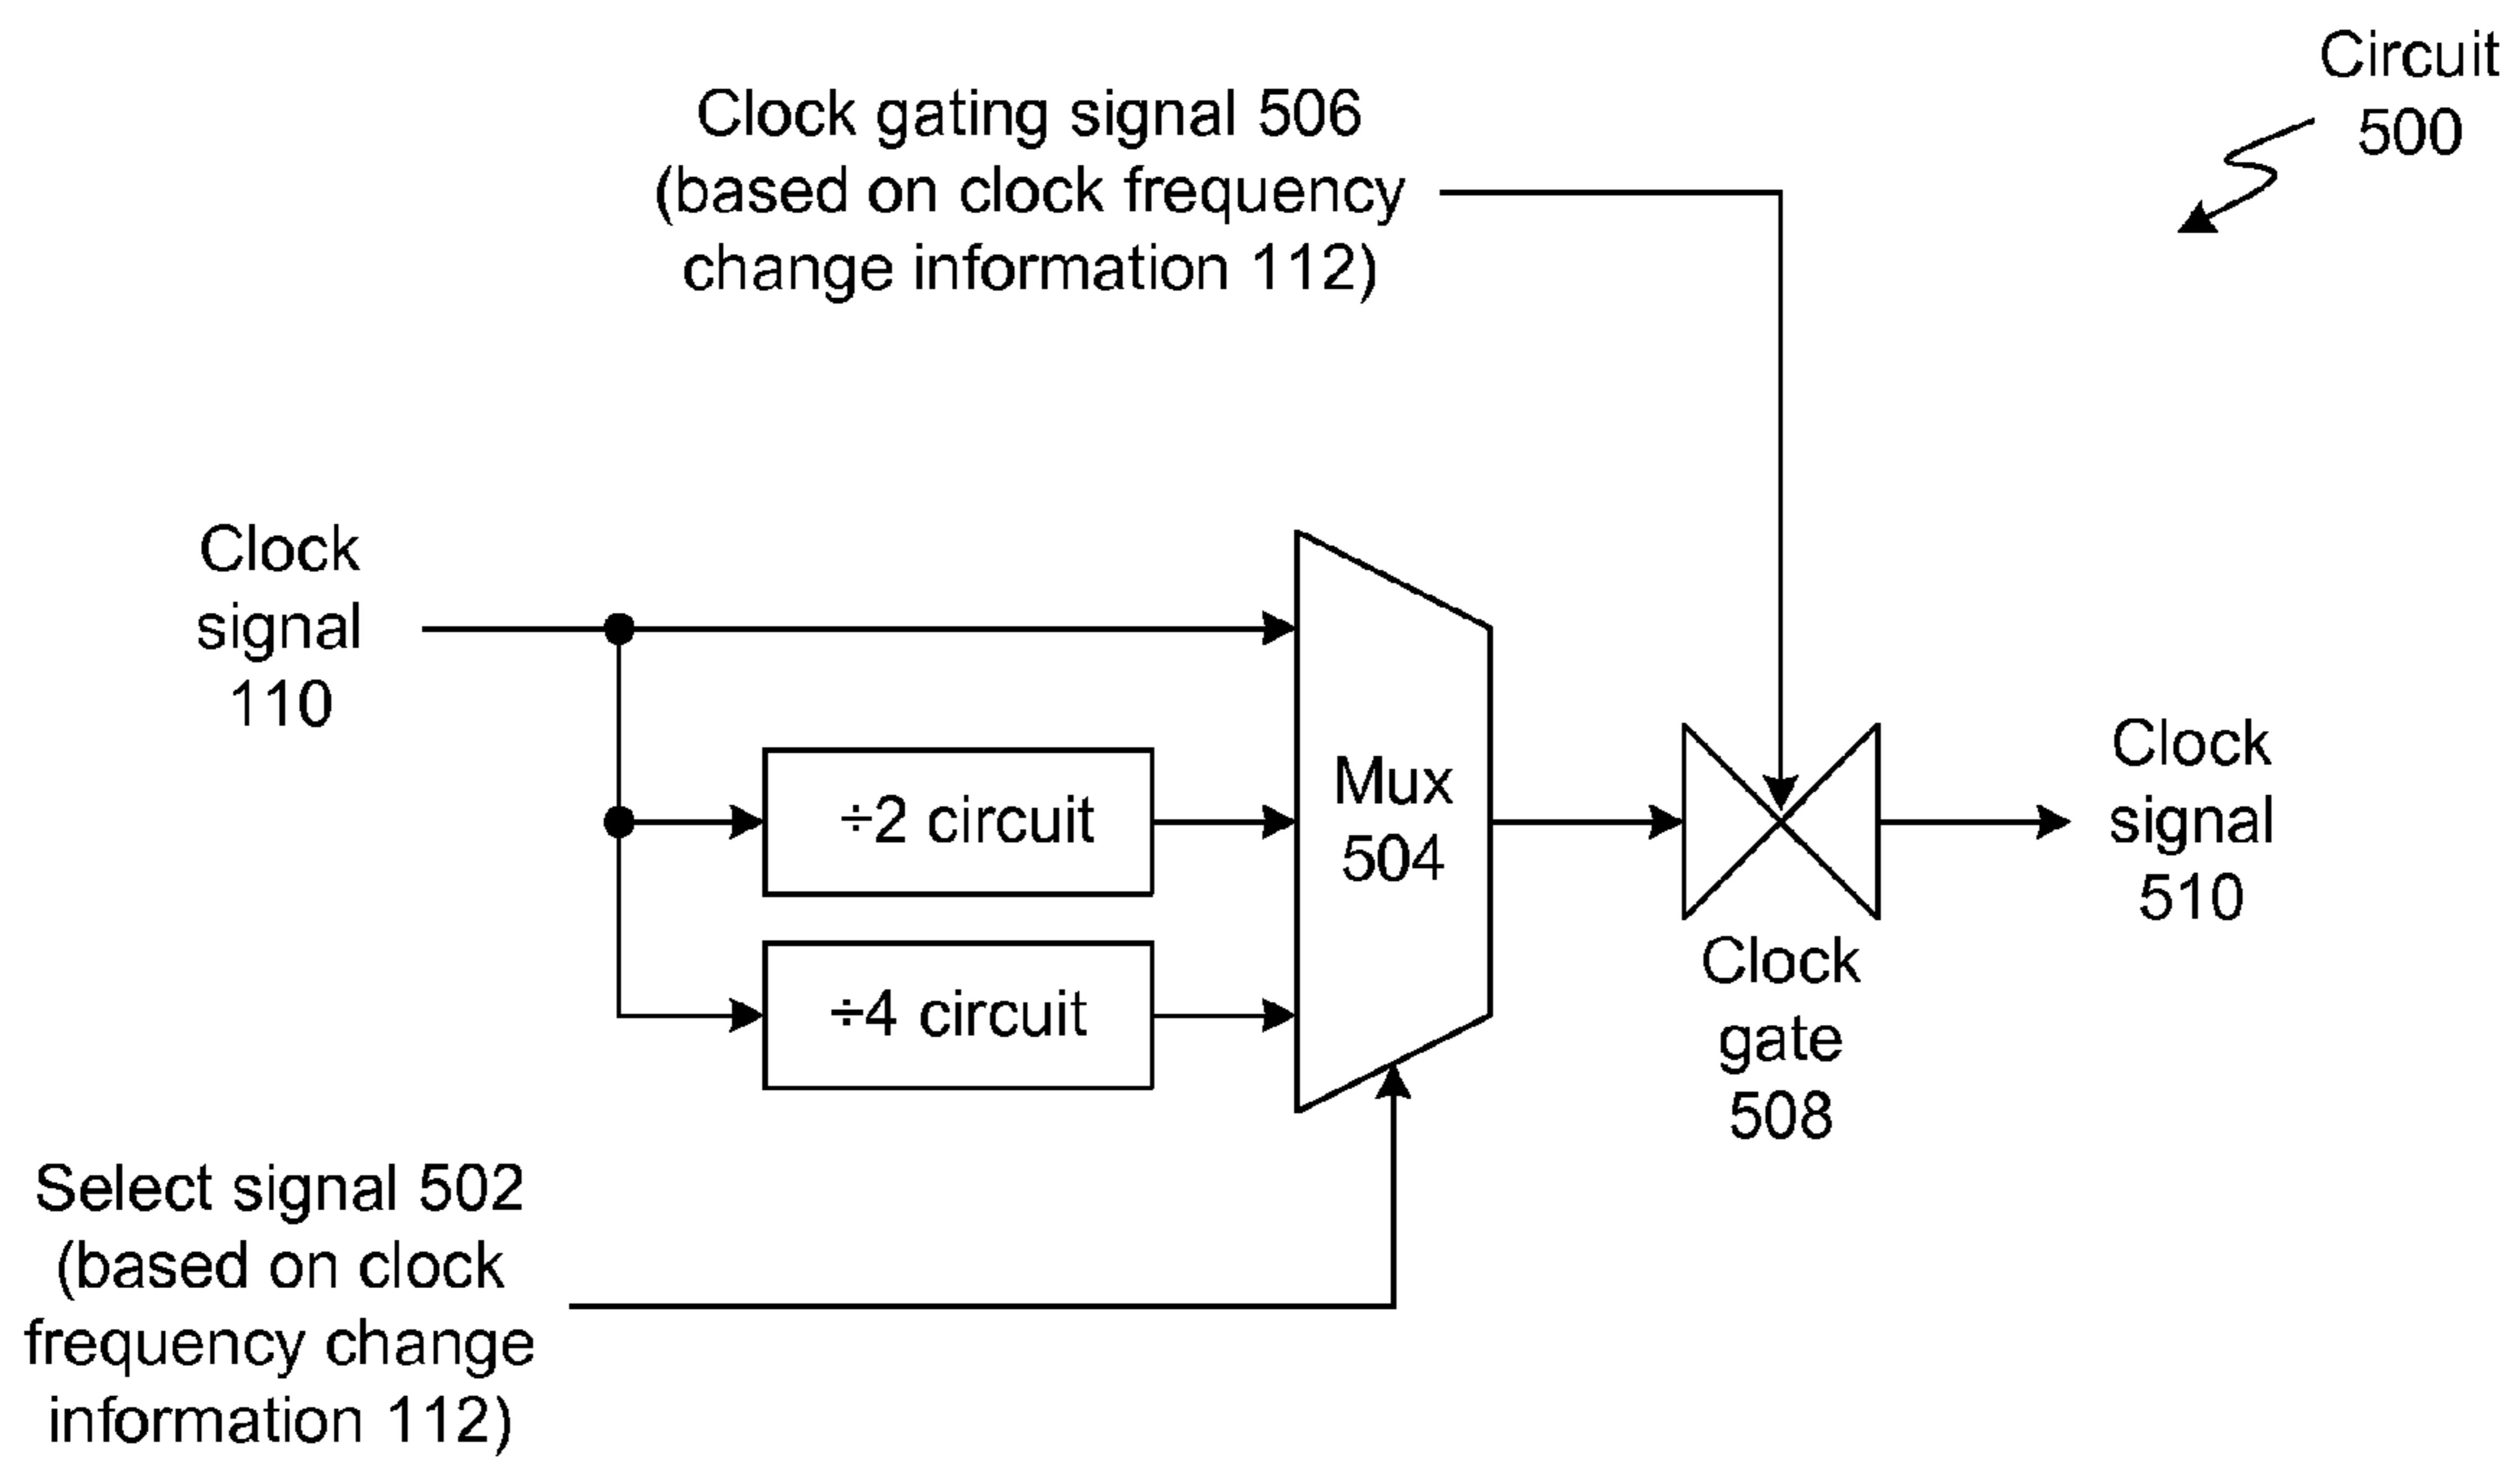 Circuit
500
Clock gating signal 506
(based on clock frequency
change information 112)
Clock
signal
110
÷2 circuit
÷4 circuit
Mux
504
Clock
gate
508
Clock
signal
510
Select signal 502
(based on clock
frequency change
information 112)